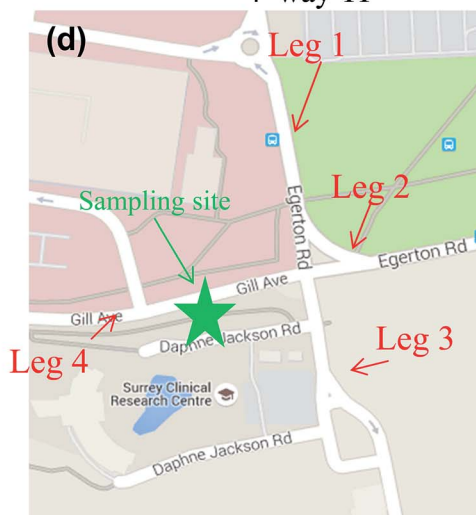 (d)
Leg 1
Egerton Rd
Leg 2
Sampling site
Egerton Rd
Gill Ave
Gill Ave
Daphne Jackson Rd
Leg 3
Leg 4
Surrey Clinical
Research Centre
Daphne Jackson Rd